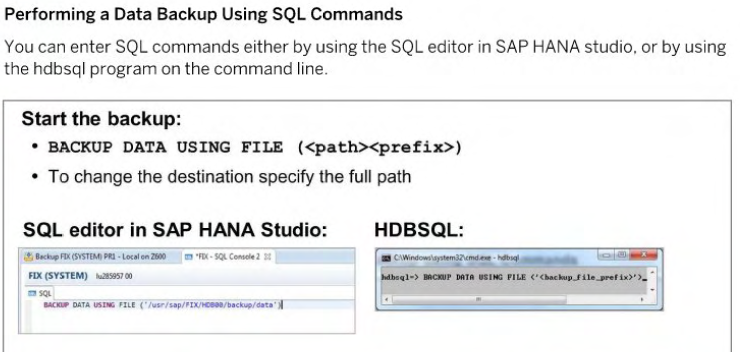 Performing a Data Backup Using SQL Commands
You can enter SQL commands either by using the SQL editor in SAP HANA studio, or by using
the hdbsql program on the command line.
Start the backup:
• BACKUP DATA USING FILE (<path><prefix>)
• To change the destination specify the full path
SQL editor in SAP HANA Studio:
HDBSQL:
Backup FIX (SYSTEM) PR1 - Local on Z600
*FIX - SQL Console 2
FIX (SYSTEM) hu285957 00
SQL
BACKUP DATA USING FILE ('/usr/sap/FIX/HDB00/backup/data')
C:\Windows\system32\cmd.exe - hdbsql
hdbsql=> BACKUP DATA USING FILE ('<backup_file_prefix>')_